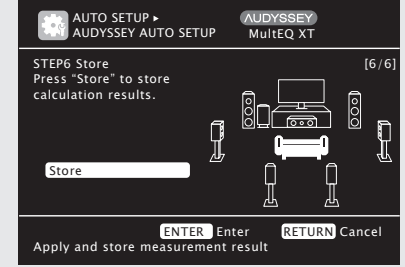 AUTO SETUP ▸
AUDYSSEY AUTO SETUP
AUDYSSEY
MultEQ XT
STEP6 Store
[6/6]
Press “Store” to store
calculation results.
Store
ENTER Enter
RETURN Cancel
Apply and store measurement result